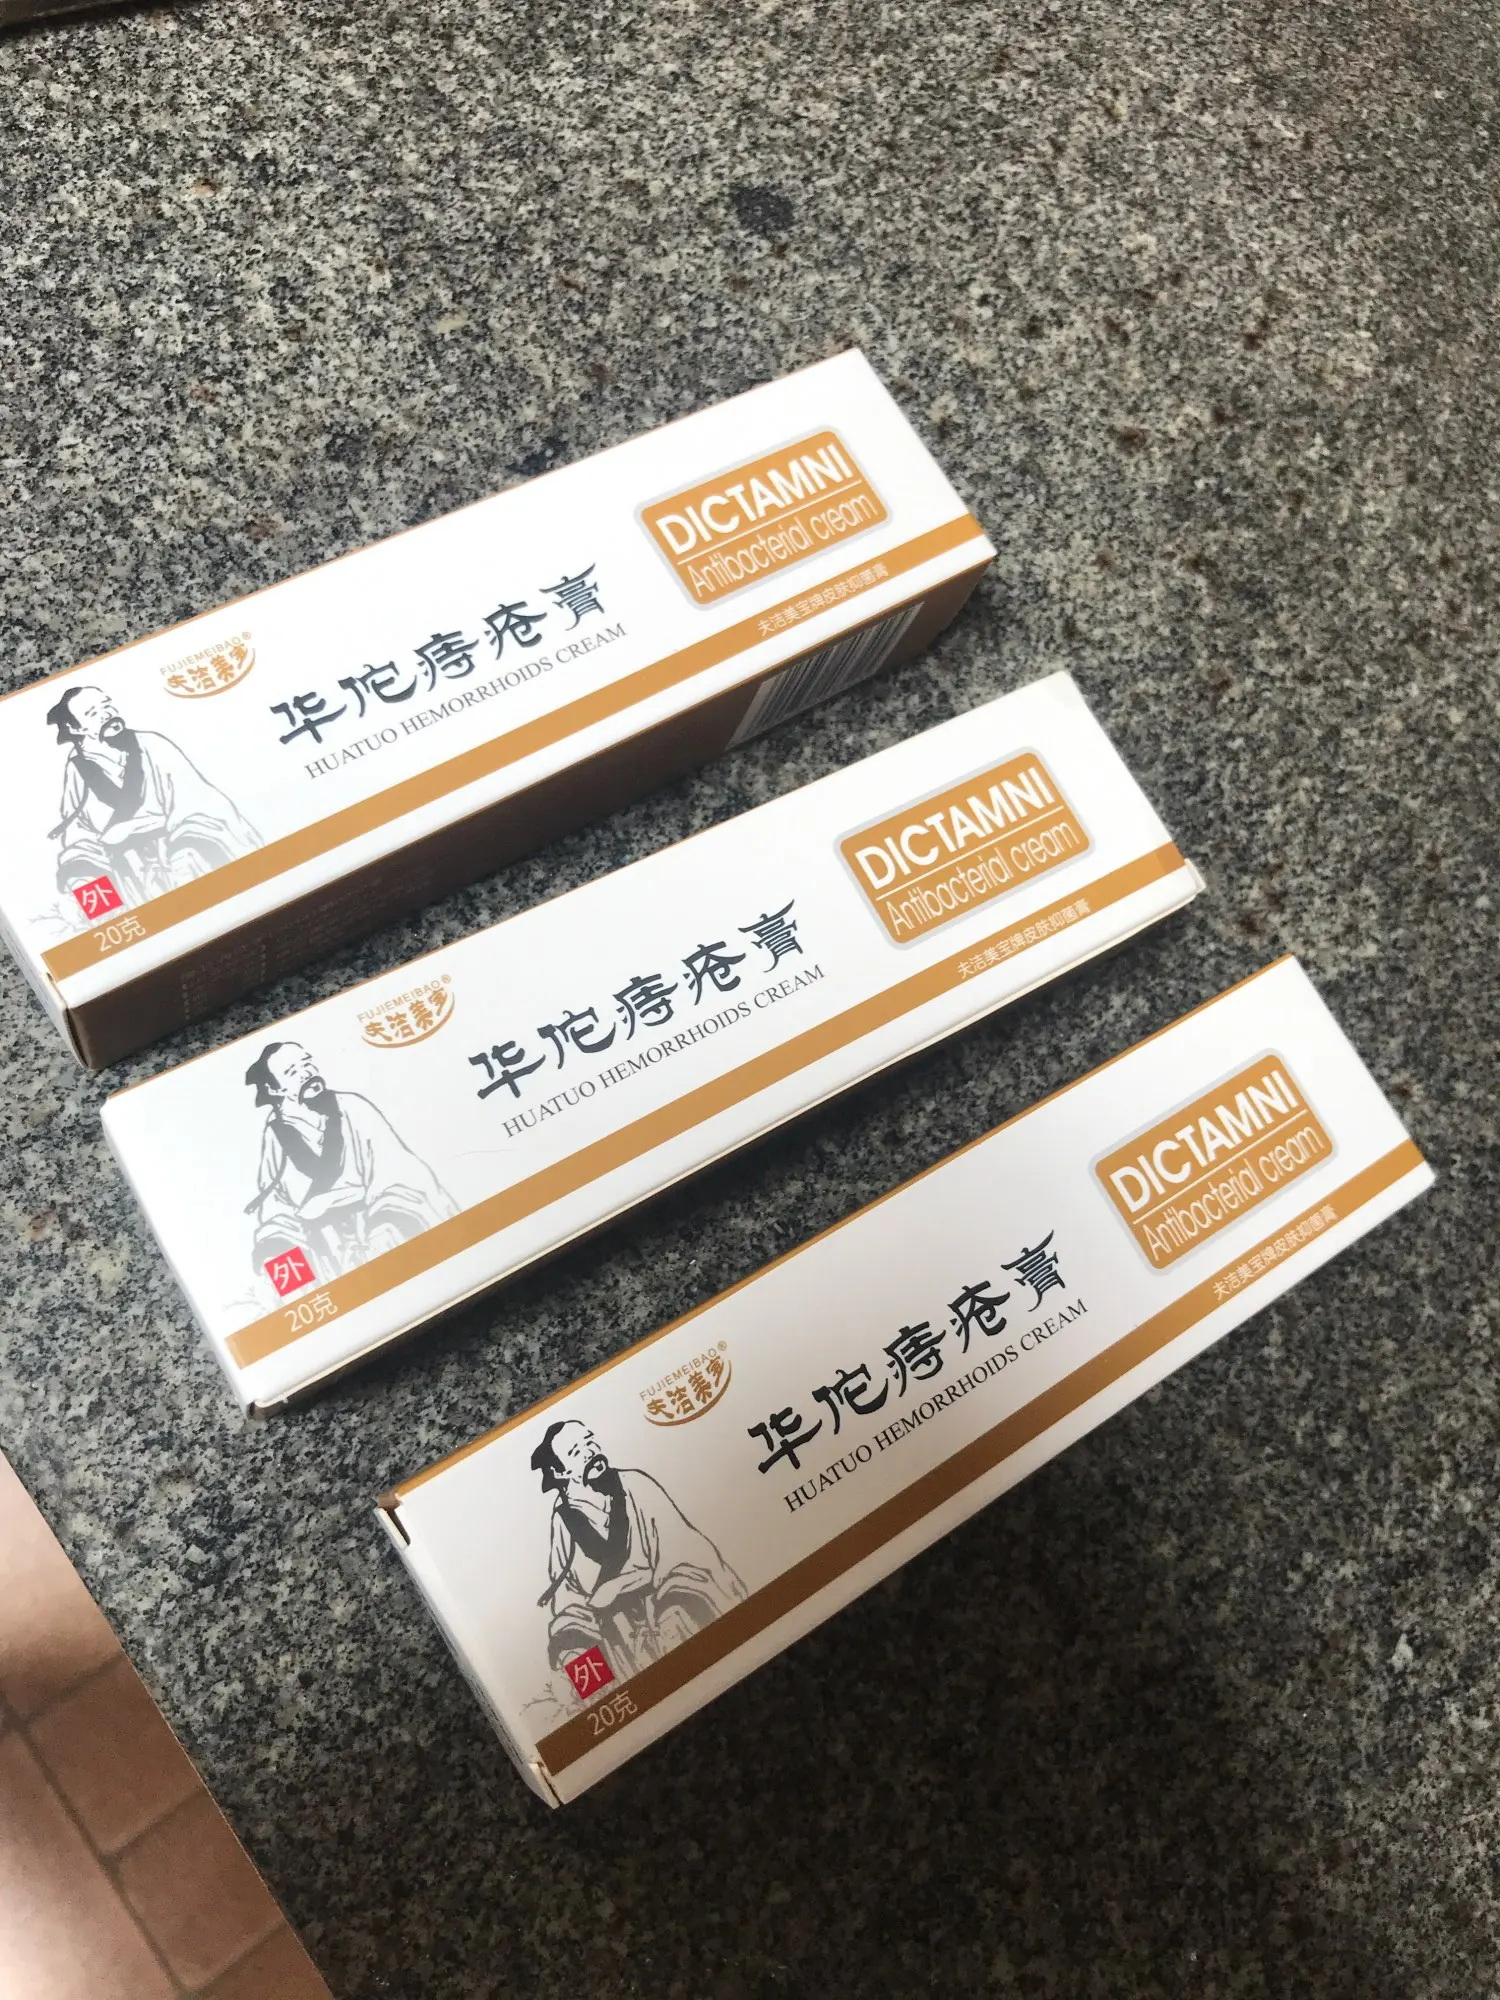 FUJIEMEIBAO®
夫洁美宝
华佗痔疮膏
HUATUO HEMORRHOIDS CREAM
DICTAMNI
Antibacterial cream
夫洁美宝牌皮肤抑菌膏
外
20克
FUJIEMEIBAO®
夫洁美宝
华佗痔疮膏
HUATUO HEMORRHOIDS CREAM
DICTAMNI
Antibacterial cream
夫洁美宝牌皮肤抑菌膏
外
20克
FUJIEMEIBAO®
夫洁美宝
华佗痔疮膏
HUATUO HEMORRHOIDS CREAM
DICTAMNI
Antibacterial cream
夫洁美宝牌皮肤抑菌膏
外
20克